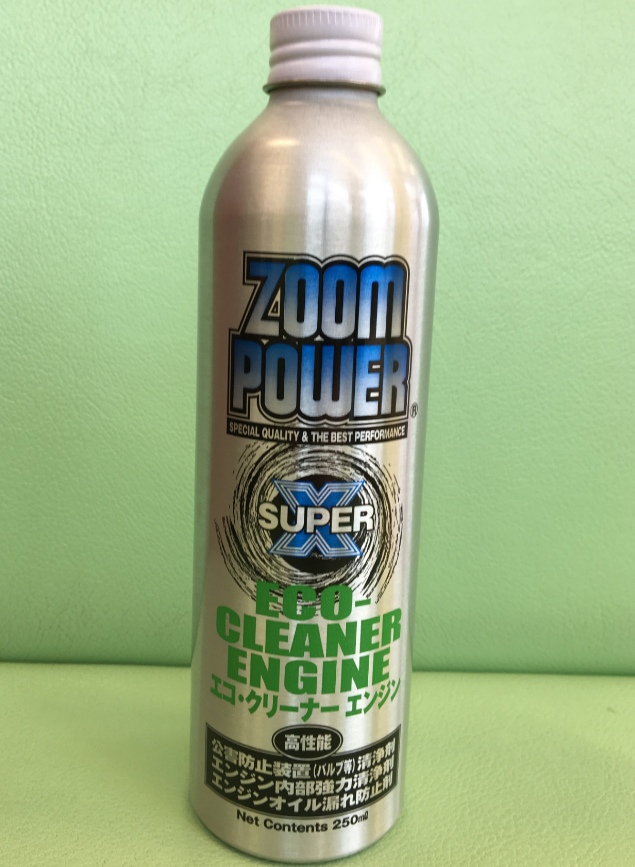 ZOOM
POWER®
SPECIAL QUALITY & THE BEST PERFORMANCE
X
SUPER
ECO-
CLEANER
ENGINE
エコ・クリーナー エンジン
高性能
公害防止装置(バルブ等)清浄剤
エンジン内部強力清浄剤
エンジンオイル漏れ防止剤
Net Contents 250mℓ